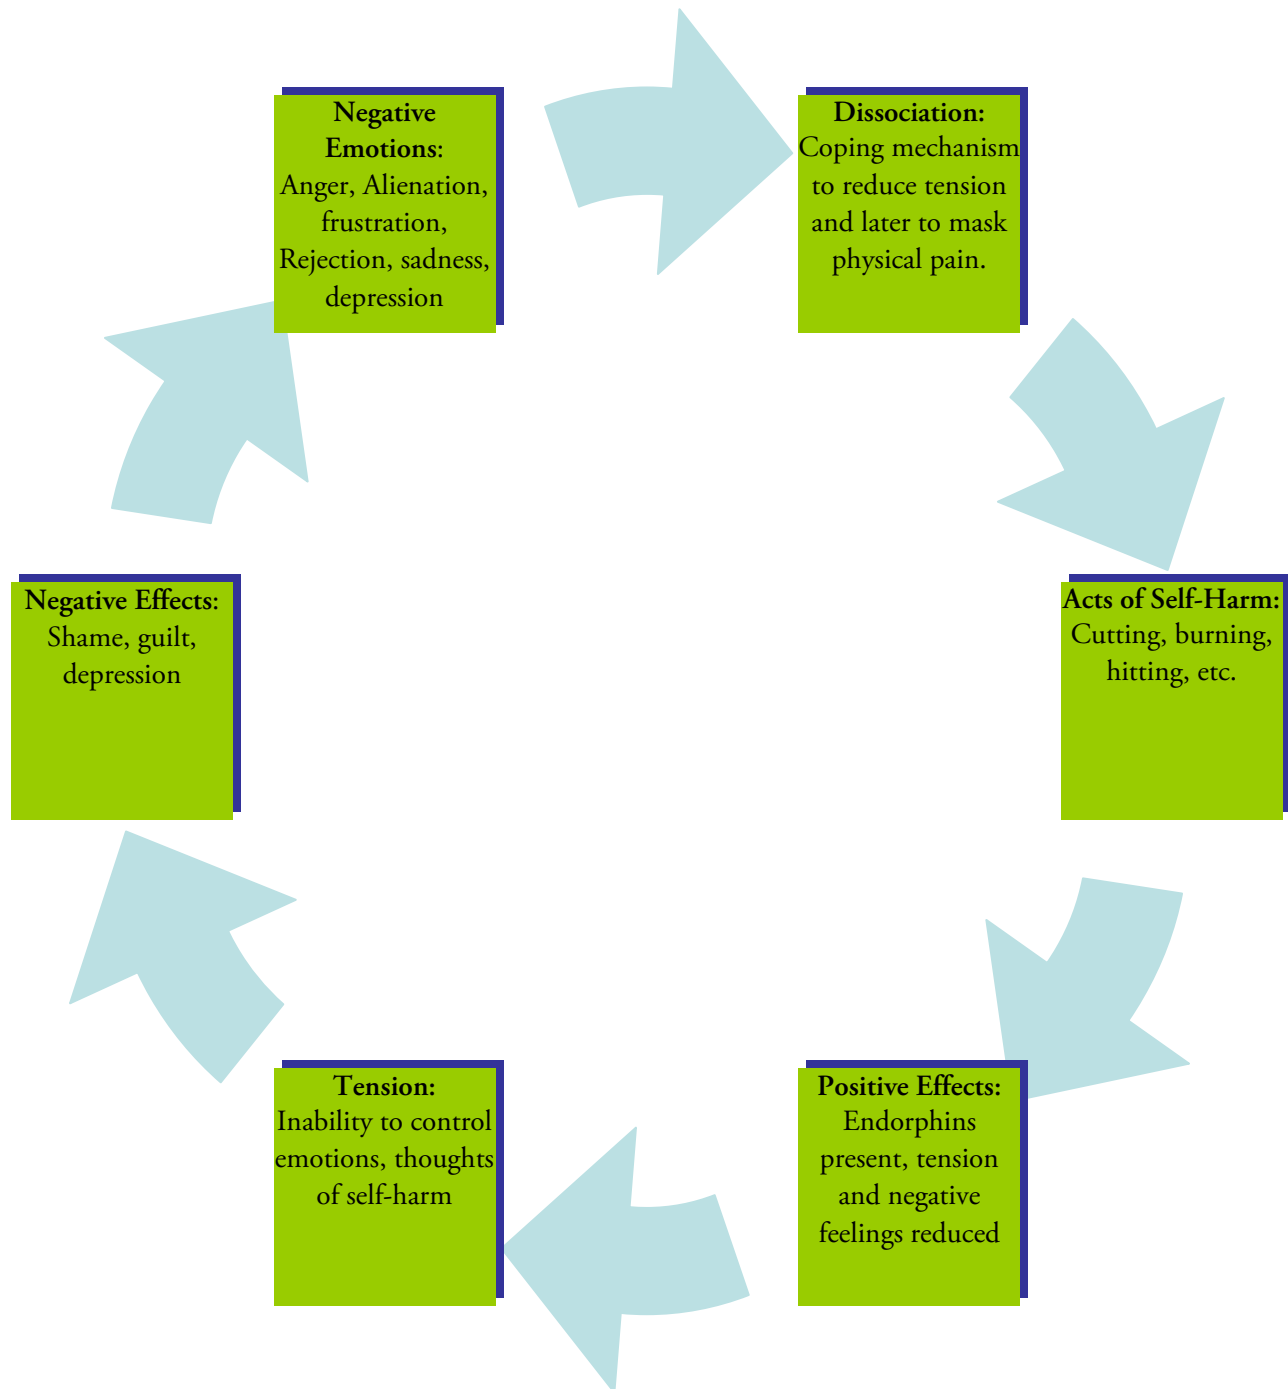 Negative
Emotions:
Anger, Alienation,
frustration,
Rejection, sadness,
depression
Dissociation:
Coping mechanism
to reduce tension
and later to mask
physical pain.
Acts of Self-Harm:
Cutting, burning,
hitting, etc.
Positive Effects:
Endorphins
present, tension
and negative
feelings reduced
Tension:
Inability to control
emotions, thoughts
of self-harm
Negative Effects:
Shame, guilt,
depression